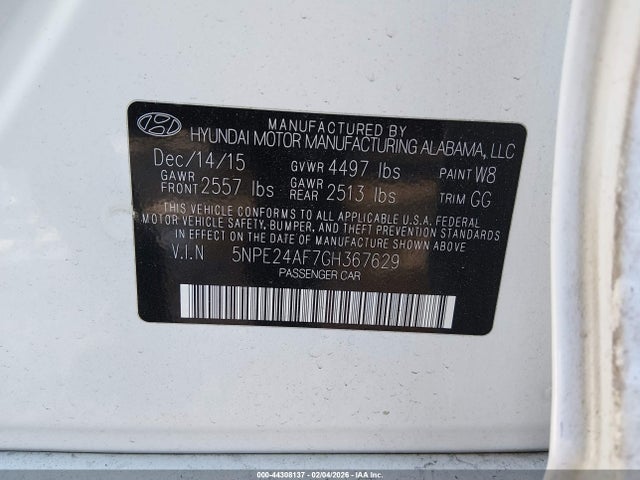 MANUFACTURED BY
HYUNDAI MOTOR MANUFACTURING ALABAMA, LLC
Dec/14/15 GVWR 4497 lbs PAINT W8
GAWR FRONT 2557 lbs GAWR REAR 2513 lbs TRIM GG
THIS VEHICLE CONFORMS TO ALL APPLICABLE U.S.A. FEDERAL
MOTOR VEHICLE SAFETY, BUMPER, AND THEFT PREVENTION STANDARDS
IN EFFECT ON THE DATE OF MANUFACTURE SHOWN ABOVE
V.I.N 5NPE24AF7GH367629
PASSENGER CAR
000-44308137 - 02/04/2026 - IAAI Inc. Copyright